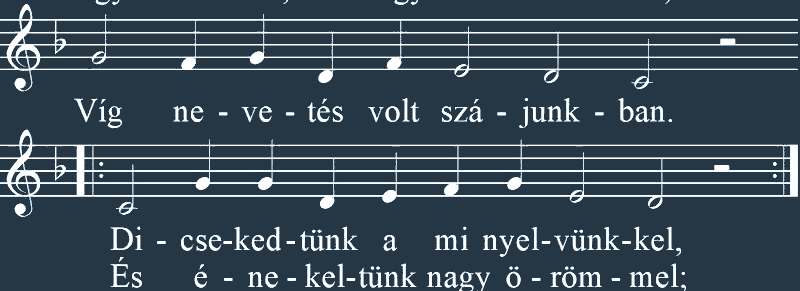 Víg ne - ve - tés volt szá - junk - ban.
Di - cse-ked-tünk a mi nyel-vünk-kel,
És é - ne - kel-tünk nagy ö - röm - mel;